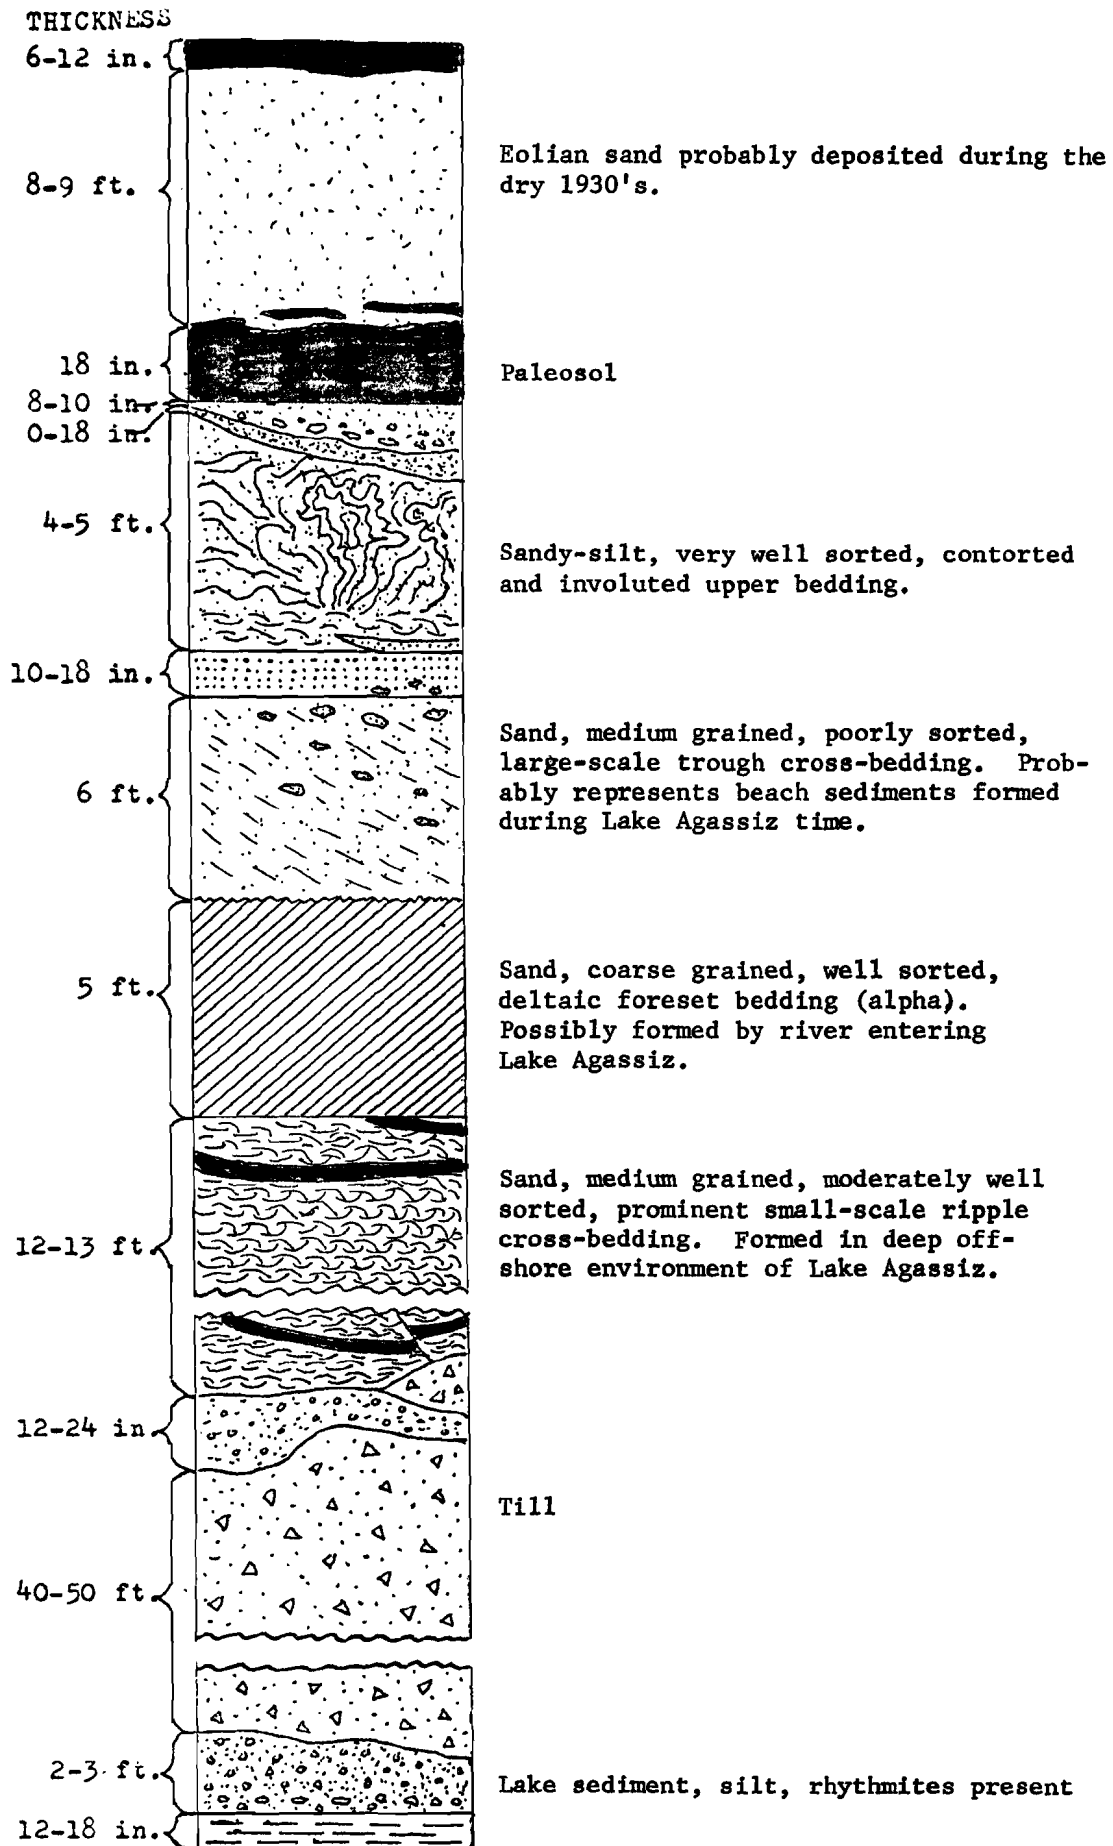 THICKNESS
6-12 in.
8-9 ft.
Eolian sand probably deposited during the
dry 1930's.
18 in.
Paleosol
8-10 in.
0-18 in.
4-5 ft.
Sandy-silt, very well sorted, contorted
and involuted upper bedding.
10-18 in.
6 ft.
Sand, medium grained, poorly sorted,
large-scale trough cross-bedding. Prob-
ably represents beach sediments formed
during Lake Agassiz time.
5 ft.
Sand, coarse grained, well sorted,
deltaic foreset bedding (alpha).
Possibly formed by river entering
Lake Agassiz.
12-13 ft.
Sand, medium grained, moderately well
sorted, prominent small-scale ripple
cross-bedding. Formed in deep off-
shore environment of Lake Agassiz.
12-24 in.
Till
40-50 ft.
2-3 ft.
Lake sediment, silt, rhythmites present
12-18 in.